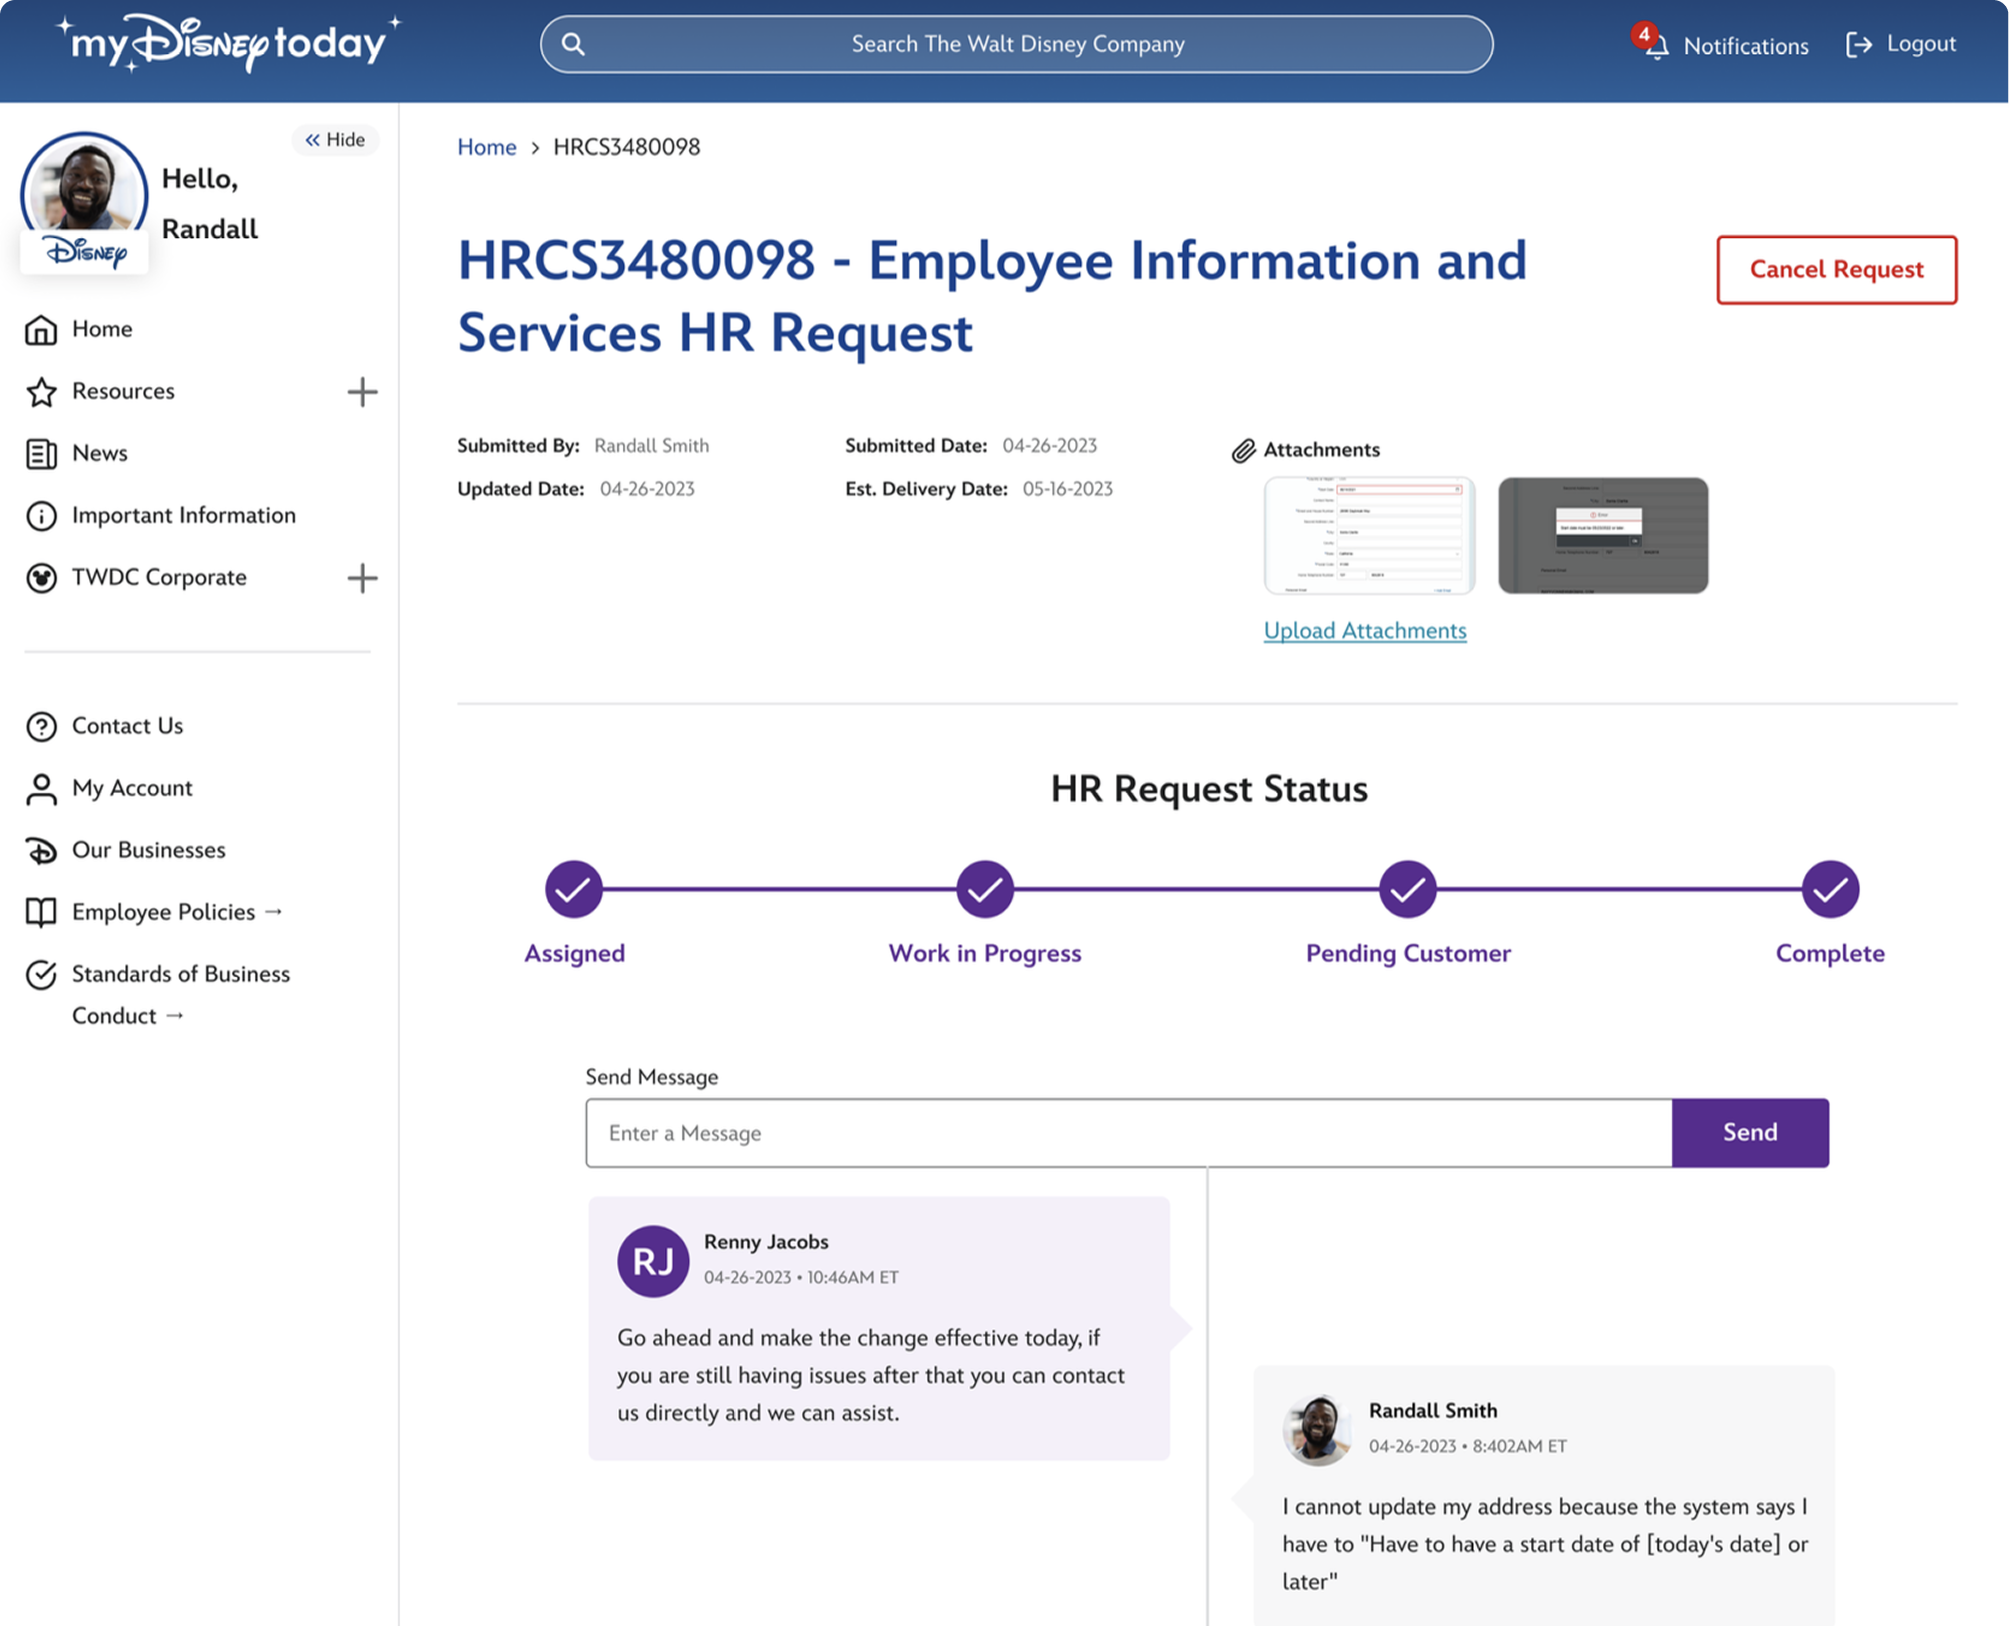 myDisney today
Search The Walt Disney Company
4
Notifications
Logout
Hide
Hello,
Randall
Disney
Home
Resources
News
Important Information
TWDC Corporate
Contact Us
My Account
Our Businesses
Employee Policies →
Standards of Business
Conduct →
Home > HRCS3480098
HRCS3480098 - Employee Information and
Services HR Request
Cancel Request
Submitted By: Randall Smith
Submitted Date: 04-26-2023
Updated Date: 04-26-2023
Est. Delivery Date: 05-16-2023
Attachments
Error
Upload Attachments
HR Request Status
Assigned
Work in Progress
Pending Customer
Complete
Send Message
Enter a Message
Send
RJ
Renny Jacobs
04-26-2023 • 10:46AM ET
Go ahead and make the change effective today, if
you are still having issues after that you can contact
us directly and we can assist.
Randall Smith
04-26-2023 • 8:402AM ET
I cannot update my address because the system says I
have to "Have to have a start date of [today's date] or
later"